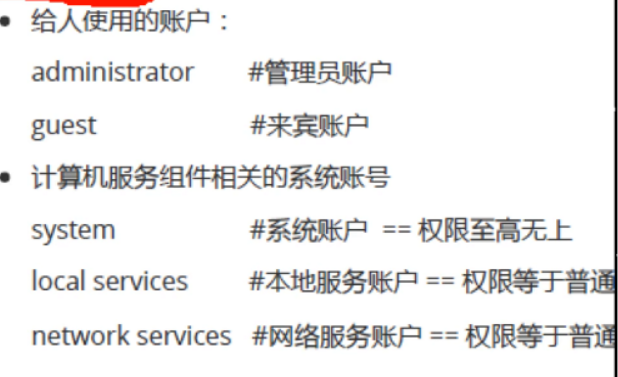 • 给人使用的账户：
administrator #管理员账户
guest #来宾账户
• 计算机服务组件相关的系统账号
system #系统账户 == 权限至高无上
local services #本地服务账户 == 权限等于普通
network services #网络服务账户 == 权限等于普通